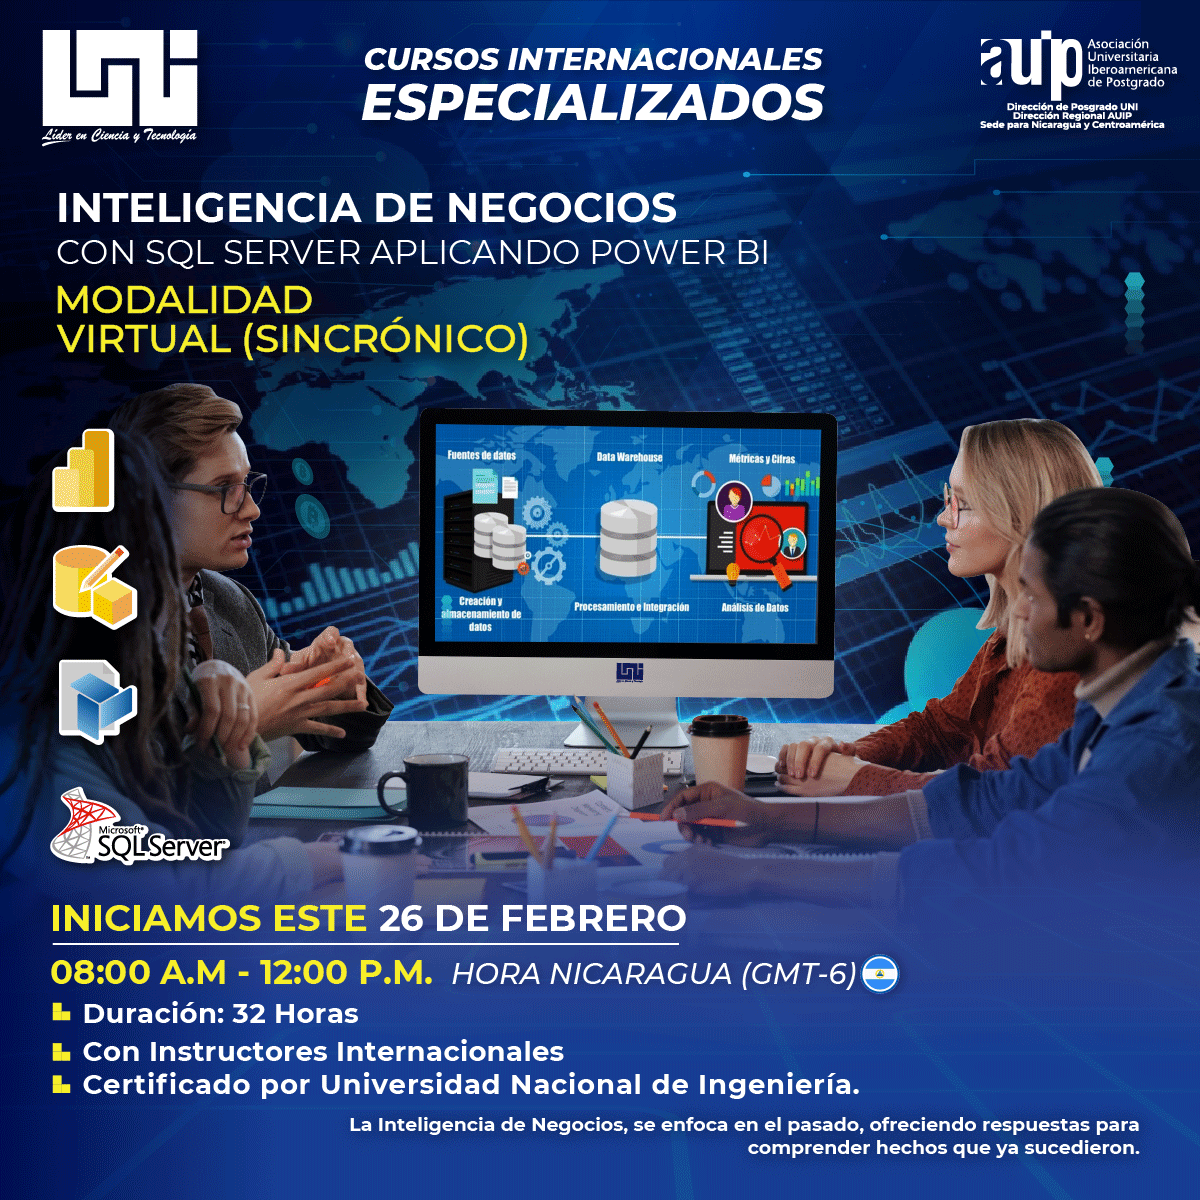 UNI
Líder en Ciencia y Tecnología
CURSOS INTERNACIONALES
ESPECIALIZADOS
auip
Asociación
Universitaria
Iberoamericana
de Postgrado
Dirección de Posgrado UNI
Dirección Regional AUIP
Sede para Nicaragua y Centroamérica
INTELIGENCIA DE NEGOCIOS
CON SQL SERVER APLICANDO POWER BI
MODALIDAD
VIRTUAL (SINCRÓNICO)
Fuentes de datos
Data Warehouse
Métricas y Cifras
Creación y
almacenamiento de
datos
Procesamiento e Integración
Análisis de Datos
UNI
Microsoft®
SQL Server®
INICIAMOS ESTE 26 DE FEBRERO
08:00 A.M - 12:00 P.M. HORA NICARAGUA (GMT-6)
Duración: 32 Horas
Con Instructores Internacionales
Certificado por Universidad Nacional de Ingeniería.
La Inteligencia de Negocios, se enfoca en el pasado, ofreciendo respuestas para
comprender hechos que ya sucedieron.